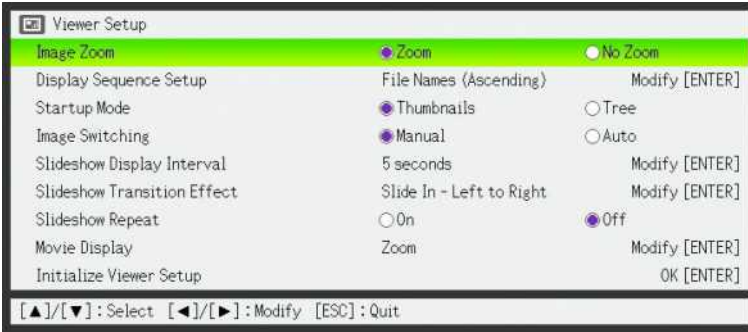 Viewer Setup
Image Zoom Zoom No Zoom
Display Sequence Setup File Names (Ascending) Modify [ENTER]
Startup Mode Thumbnails Tree
Image Switching Manual Auto
Slideshow Display Interval 5 seconds Modify [ENTER]
Slideshow Transition Effect Slide In - Left to Right Modify [ENTER]
Slideshow Repeat On Off
Movie Display Zoom Modify [ENTER]
Initialize Viewer Setup OK [ENTER]
[▲]/[▼]:Select [◄]/[►]:Modify [ESC]:Quit